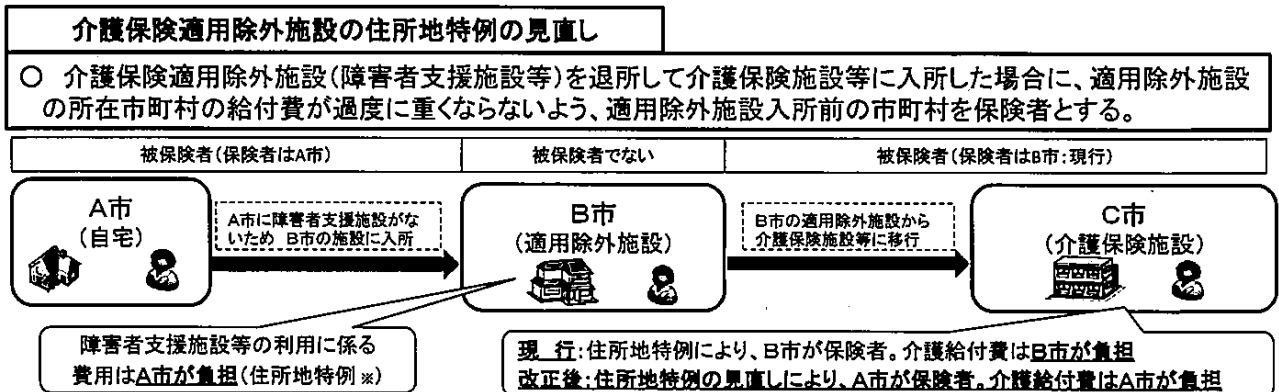 介護保険適用除外施設の住所地特例の見直し
○ 介護保険適用除外施設(障害者支援施設等)を退所して介護保険施設等に入所した場合に、適用除外施設
の所在市町村の給付費が過度に重くならないよう、適用除外施設入所前の市町村を保険者とする。
被保険者(保険者はA市)
被保険者でない
被保険者(保険者はB市:現行)
A市
(自宅)
A市に障害者支援施設がな
いため B市の施設に入所
B市
(適用除外施設)
B市の適用除外施設から
介護保険施設等に移行
C市
(介護保険施設)
障害者支援施設等の利用に係る
費用はA市が負担(住所地特例※)
現 行:住所地特例により、B市が保険者。介護給付費はB市が負担
改正後:住所地特例の見直しにより、A市が保険者。介護給付費はA市が負担